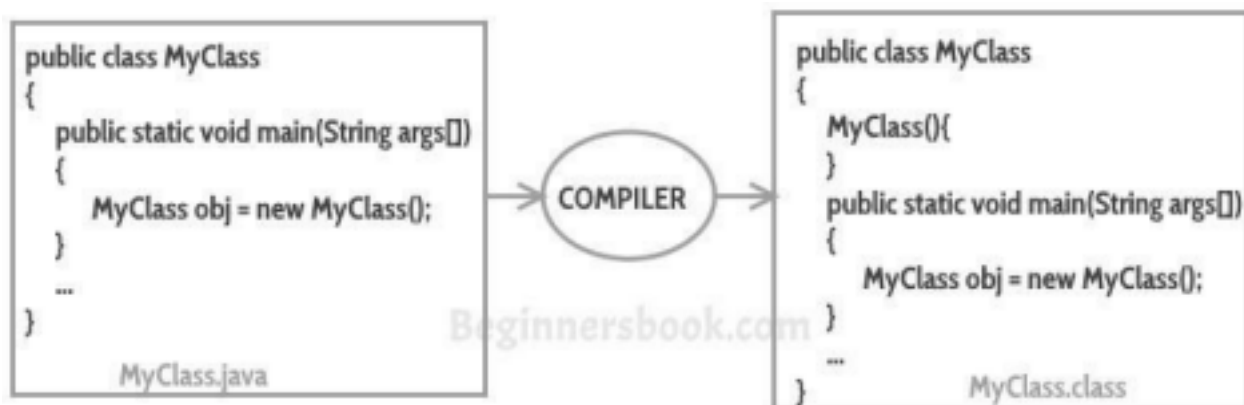 public class MyClass
{
public static void main(String args[])
{
MyClass obj = new MyClass();
}
...
}
MyClass.java
COMPILER
Beginnersbook.com
public class MyClass
{
MyClass(){
}
public static void main(String args[])
{
MyClass obj = new MyClass();
}
...
}
MyClass.class